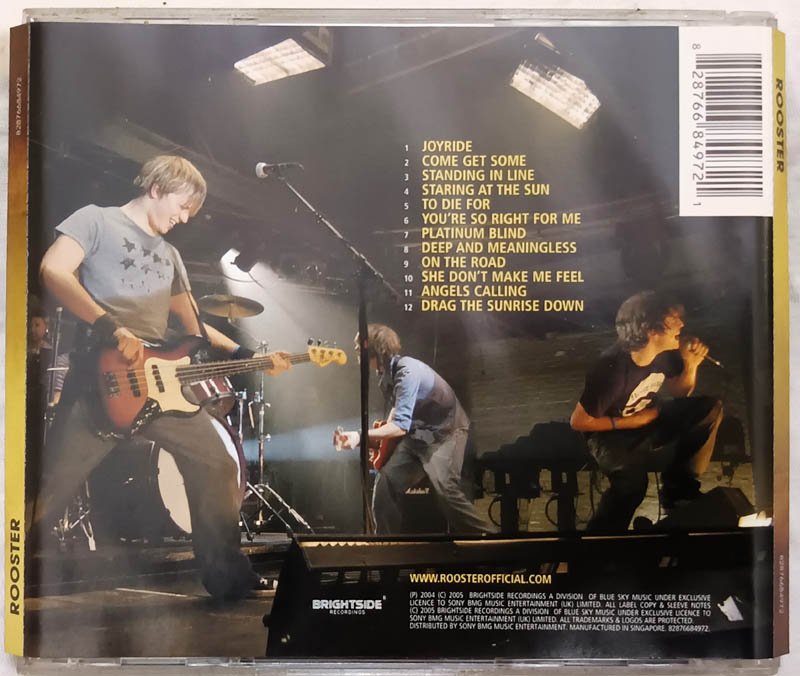 ROOSTER
82876684972
8 28766 84972 1
ROOSTER
1 JOYRIDE
2 COME GET SOME
3 STANDING IN LINE
4 STARING AT THE SUN
5 TO DIE FOR
6 YOU'RE SO RIGHT FOR ME
7 PLATINUM BLIND
8 DEEP AND MEANINGLESS
9 ON THE ROAD
10 SHE DON'T MAKE ME FEEL
11 ANGELS CALLING
12 DRAG THE SUNRISE DOWN
Marshall
WWW.ROOSTEROFFICIAL.COM
BRIGHTSIDE
RECORDINGS
(P) 2004 (C) 2005 BRIGHTSIDE RECORDINGS A DIVISION OF BLUE SKY MUSIC UNDER EXCLUSIVE
LICENCE TO SONY BMG MUSIC ENTERTAINMENT (UK) LIMITED. ALL LABEL COPY & SLEEVE NOTES
(C) 2005 BRIGHTSIDE RECORDINGS A DIVISION OF BLUE SKY MUSIC UNDER EXCLUSIVE LICENCE TO
SONY BMG MUSIC ENTERTAINMENT (UK) LIMITED. ALL TRADEMARKS & LOGOS ARE PROTECTED.
DISTRIBUTED BY SONY BMG MUSIC ENTERTAINMENT. MANUFACTURED IN SINGAPORE. 82876684972.
82876684972